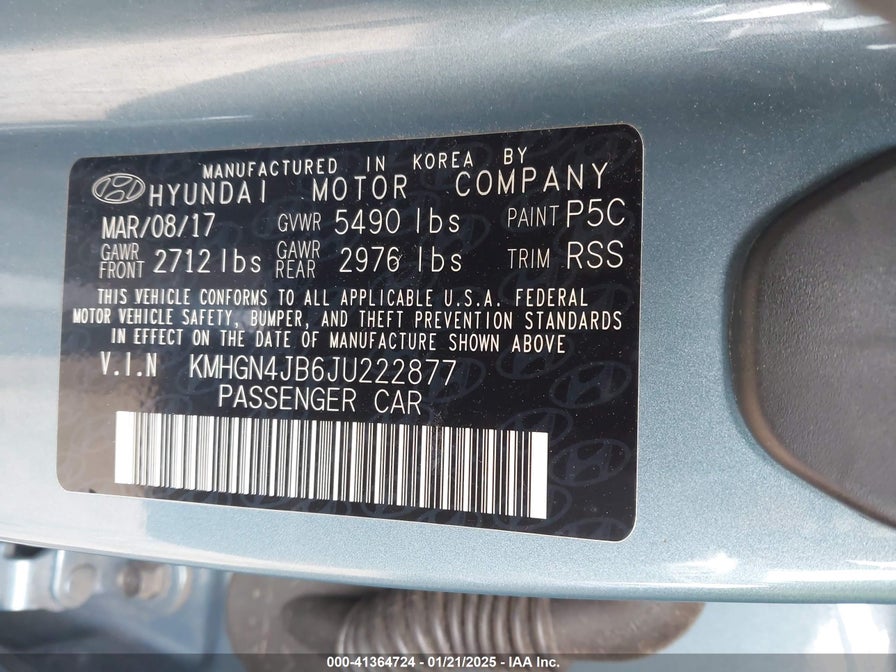 MANUFACTURED IN KOREA BY
HYUNDAI MOTOR COMPANY
MAR/08/17 GVWR 5490 lbs PAINT P5C
GAWR FRONT 2712 lbs GAWR REAR 2976 lbs TRIM RSS
THIS VEHICLE CONFORMS TO ALL APPLICABLE U.S.A. FEDERAL
MOTOR VEHICLE SAFETY, BUMPER, AND THEFT PREVENTION STANDARDS
IN EFFECT ON THE DATE OF MANUFACTURE SHOWN ABOVE
V.I.N KMHGN4JB6JU222877
PASSENGER CAR
000-41364724 - 01/21/2025 - IAA Inc.